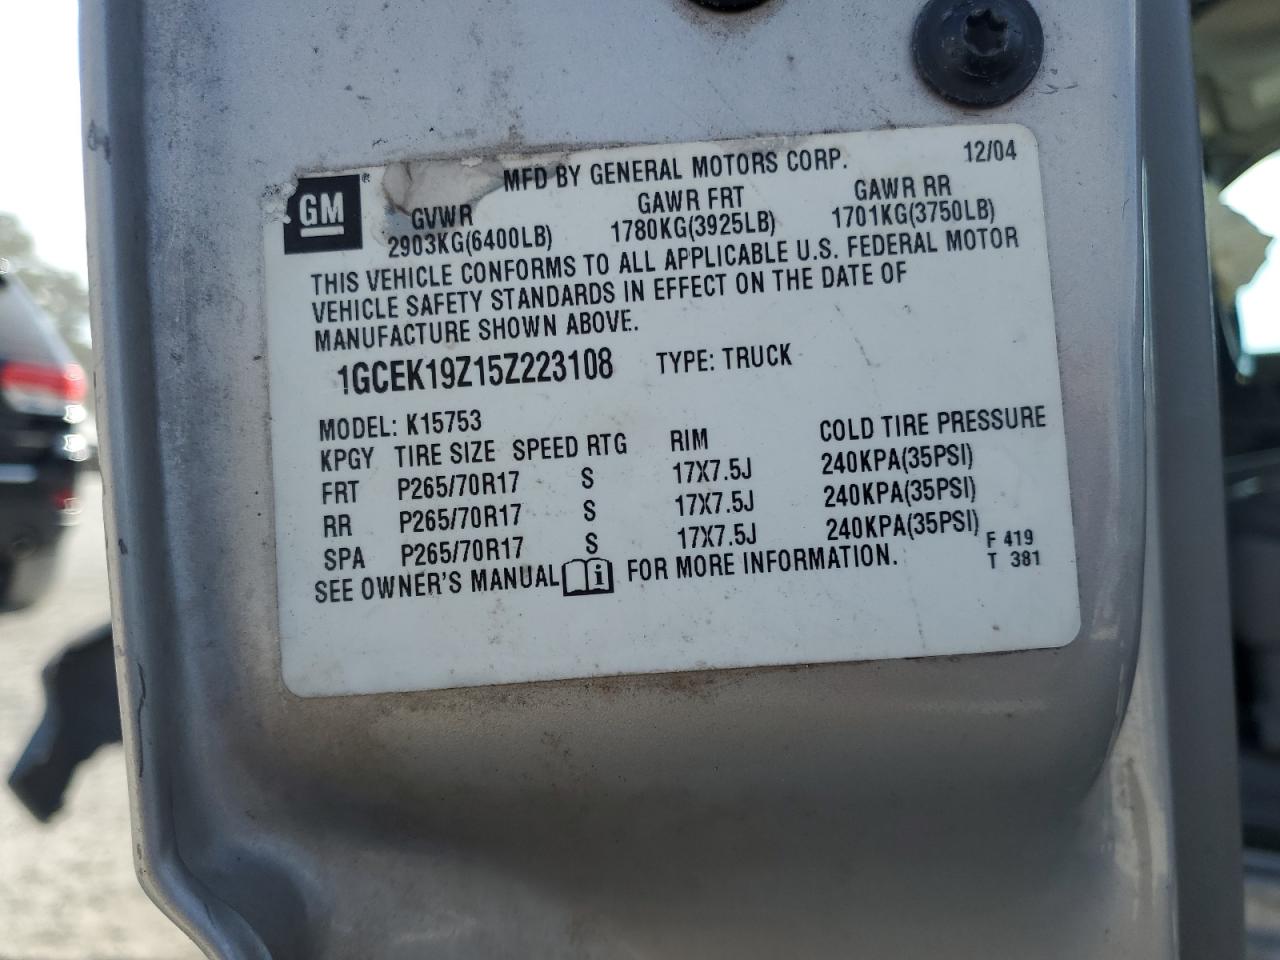 MFD BY GENERAL MOTORS CORP. 12/04
GM®
GVWR GAWR FRT GAWR RR
2903KG(6400LB) 1780KG(3925LB) 1701KG(3750LB)
THIS VEHICLE CONFORMS TO ALL APPLICABLE U.S. FEDERAL MOTOR
VEHICLE SAFETY STANDARDS IN EFFECT ON THE DATE OF
MANUFACTURE SHOWN ABOVE.
1GCEK19Z15Z223108 TYPE: TRUCK
MODEL: K15753
KPGY TIRE SIZE SPEED RTG RIM COLD TIRE PRESSURE
FRT P265/70R17 S 17X7.5J 240KPA(35PSI)
RR P265/70R17 S 17X7.5J 240KPA(35PSI)
SPA P265/70R17 S 17X7.5J 240KPA(35PSI)
SEE OWNER'S MANUAL i FOR MORE INFORMATION.
F 419
T 381